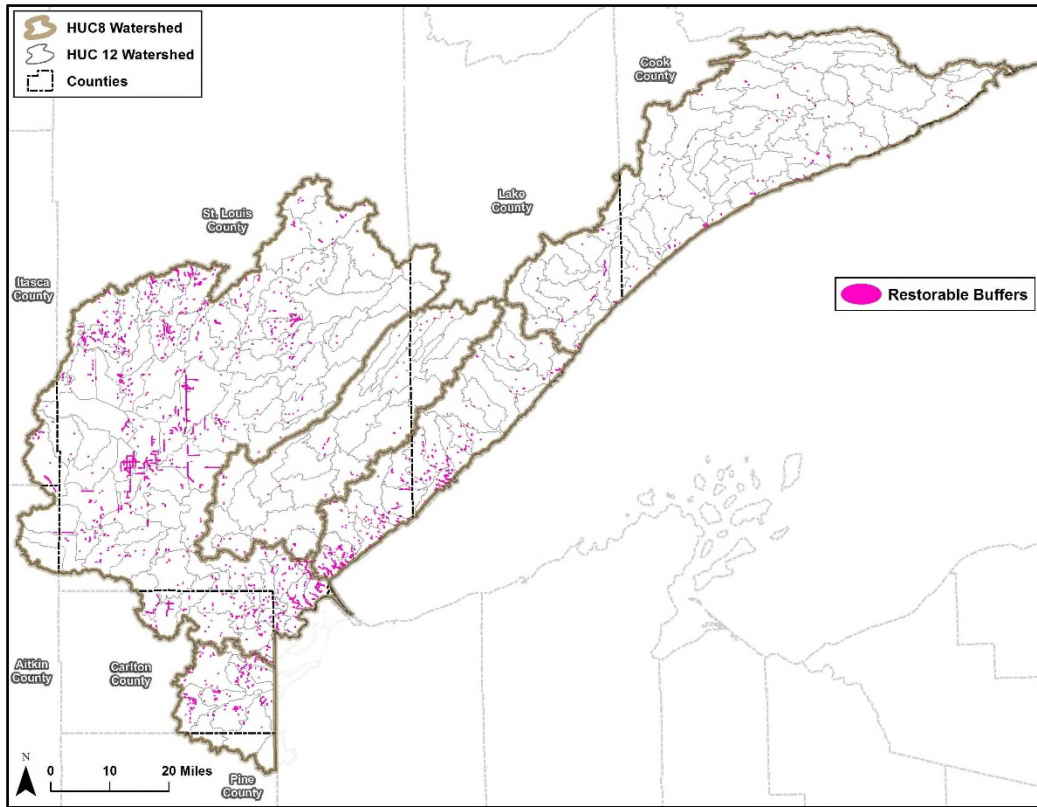 HUC8 Watershed
HUC 12 Watershed
Counties
Cook
County
Lake
County
St. Louis
County
Itasca
County
Restorable Buffers
Aitkin
County
Carlton
County
Pine
County
N
0 10 20 Miles